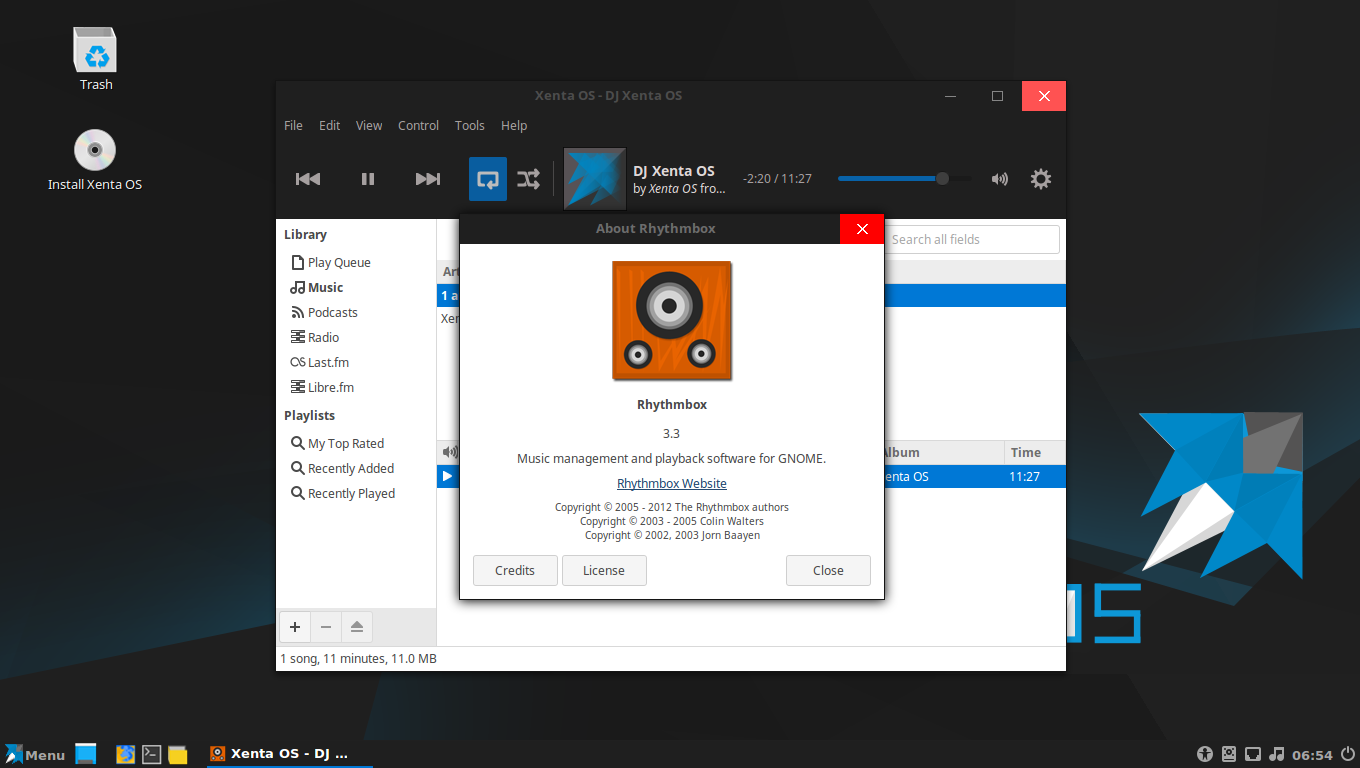 Trash
Install Xenta OS
Xenta OS - DJ Xenta OS
File Edit View Control Tools Help
DJ Xenta OS
by Xenta OS fro...
-2:20 / 11:27
About Rhythmbox
Library
Play Queue
Music
Podcasts
Radio
Last.fm
Libre.fm
Playlists
My Top Rated
Recently Added
Recently Played
Search all fields
Art
1 a
Xen
Rhythmbox
3.3
Music management and playback software for GNOME.
Rhythmbox Website
Copyright © 2005 - 2012 The Rhythmbox authors
Copyright © 2003 - 2005 Colin Walters
Copyright © 2002, 2003 Jorn Baayen
Credits License Close
Album Time
enta OS 11:27
1 song, 11 minutes, 11.0 MB
OS
Menu
Xenta OS - DJ ...
06:54